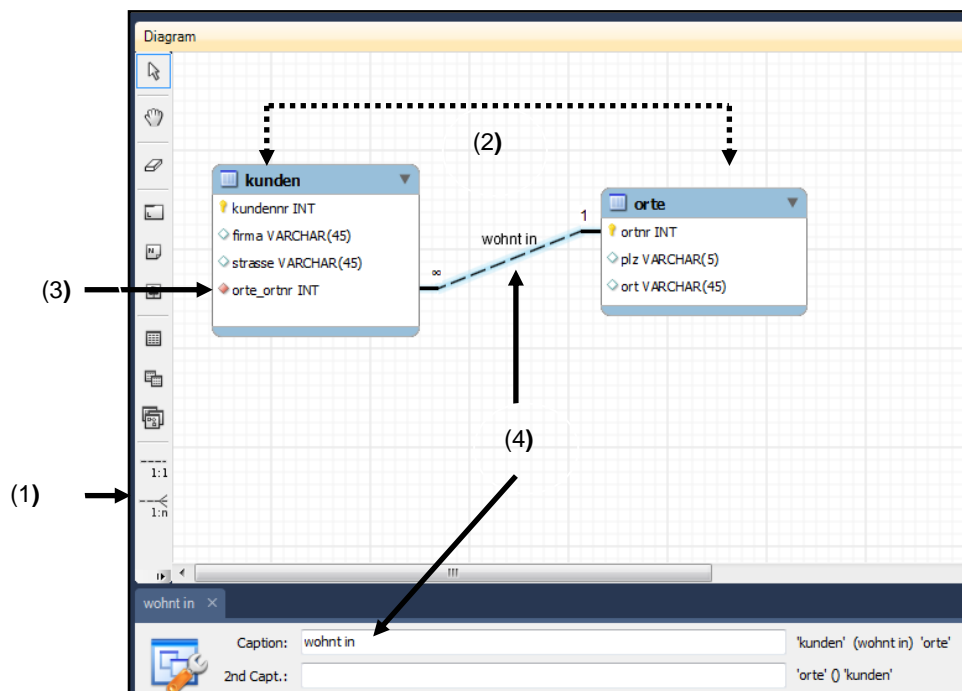 Diagram
(2)
kunden
kundennr INT
firma VARCHAR(45)
strasse VARCHAR(45)
orte_ortnr INT
∞
wohnt in
1
orte
ortnr INT
plz VARCHAR(5)
ort VARCHAR(45)
(3)
(4)
(1)
1:1
1:n
wohnt in
Caption: wohnt in 'kunden' (wohnt in) 'orte'
2nd Capt.: 'orte' () 'kunden'